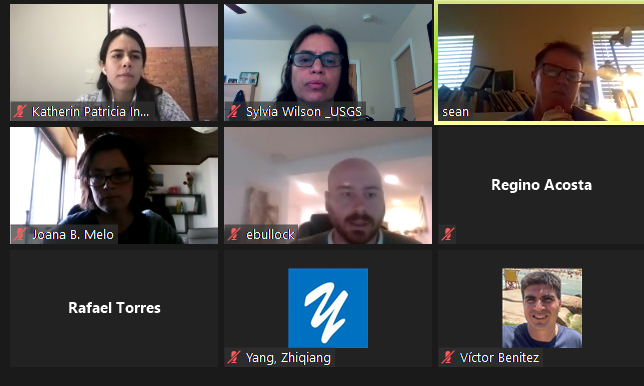 Katherin Patricia In...
Sylvia Wilson _USGS
sean
Joana B. Melo
ebullock
Regino Acosta
Rafael Torres
Y
Yang, Zhiqiang
Víctor Benitez